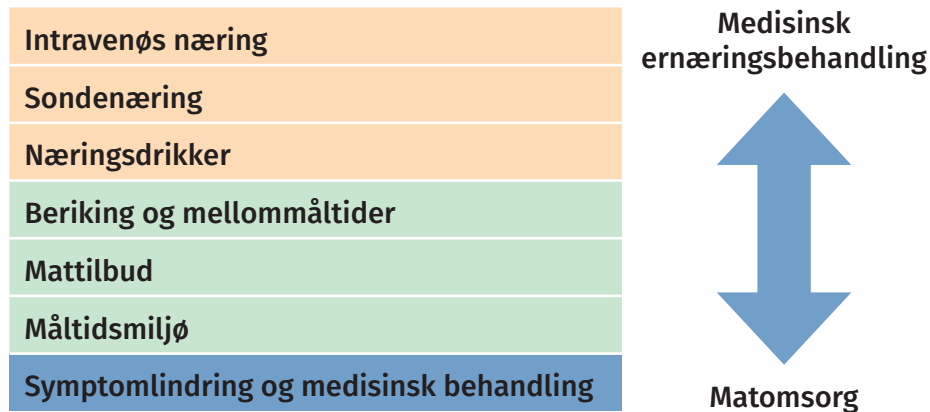 Intravenøs næring
Sondenæring
Næringsdrikker
Beriking og mellommåltider
Mattilbud
Måltidsmiljø
Symptomlindring og medisinsk behandling
Medisinsk
ernæringsbehandling
Matomsorg